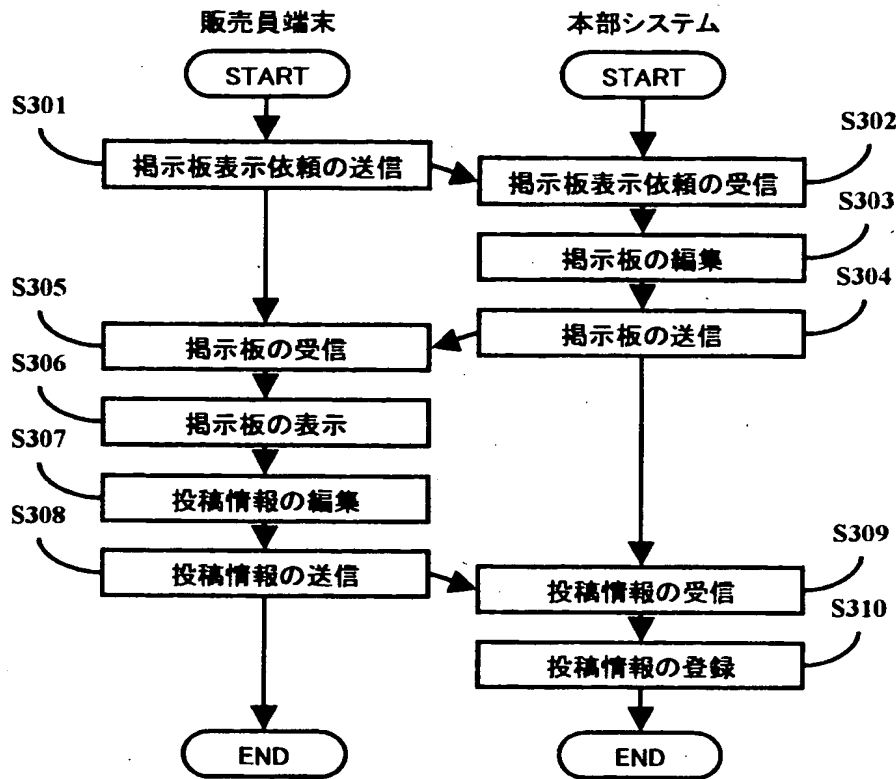 販売員端末
本部システム
START
START
S301
S302
掲示板表示依頼の送信
掲示板表示依頼の受信
S303
掲示板の編集
S304
S305
掲示板の送信
掲示板の受信
S306
掲示板の表示
S307
投稿情報の編集
S308
投稿情報の送信
S309
投稿情報の受信
S310
投稿情報の登録
END
END